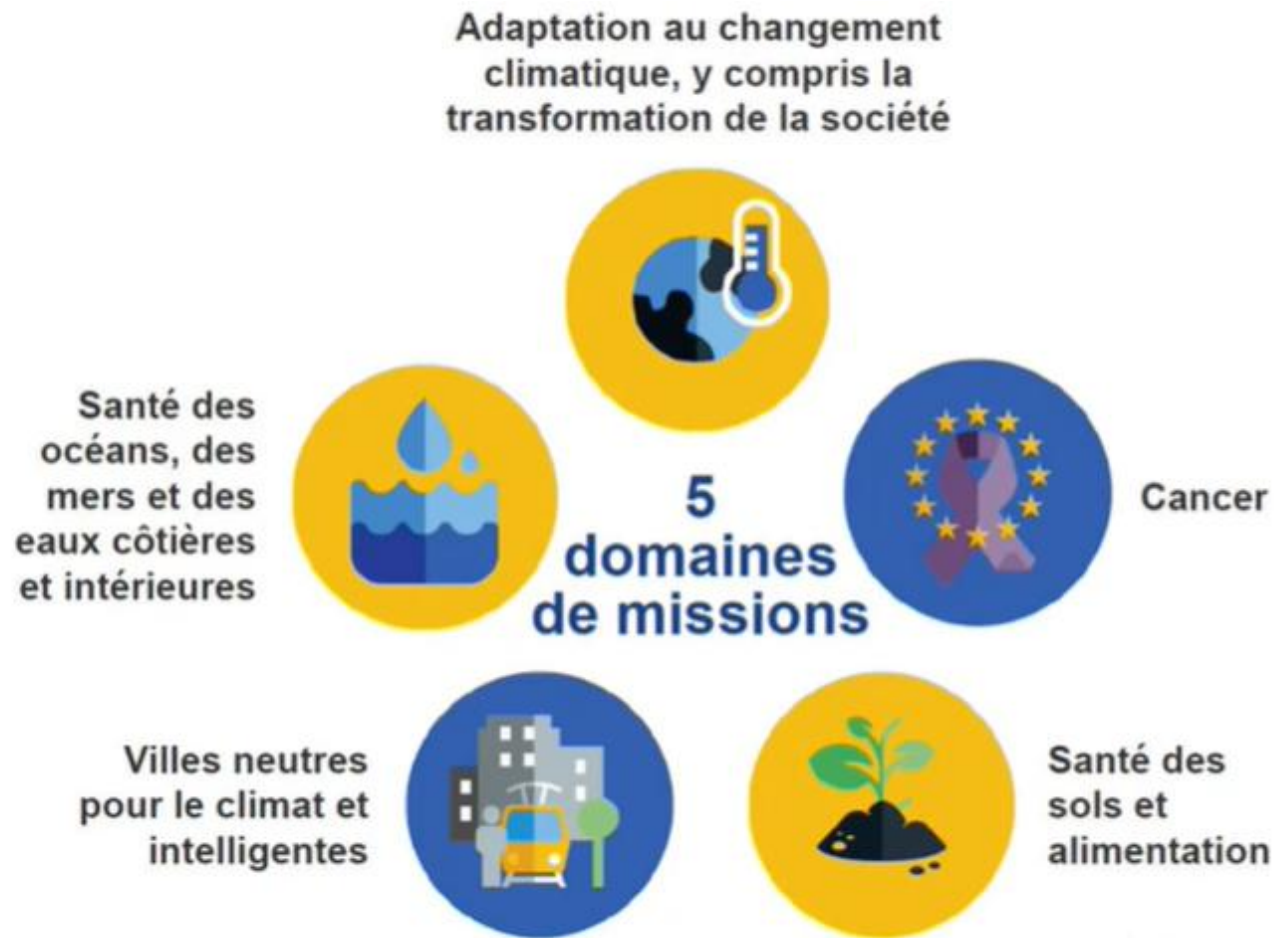 Adaptation au changement
climatique, y compris la
transformation de la société
Santé des
océans, des
mers et des
eaux côtières
et intérieures
5
domaines
de missions
Cancer
Villes neutres
pour le climat et
intelligentes
Santé des
sols et
alimentation